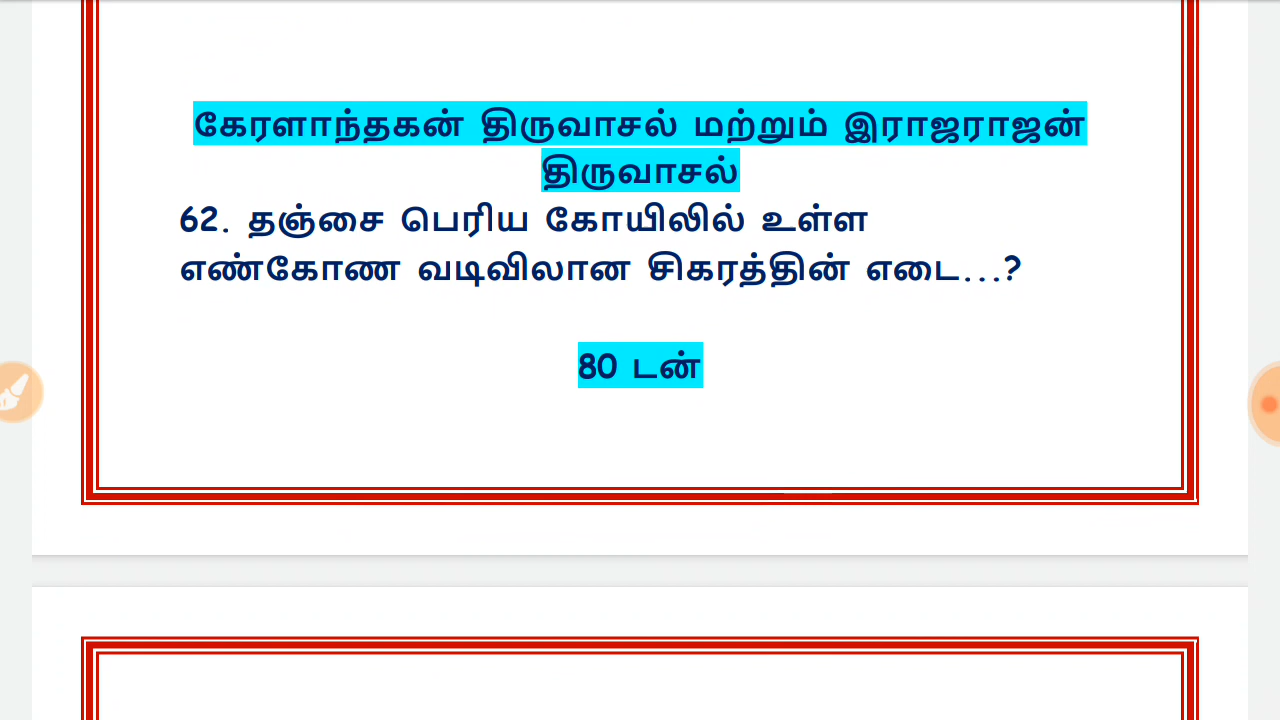 கேரளாந்தகன் திருவாசல் மற்றும் இராஜராஜன்
திருவாசல்
62. தஞ்சை பெரிய கோயிலில் உள்ள
எண்கோண வடிவிலான சிகரத்தின் எடை...?
80 டன்